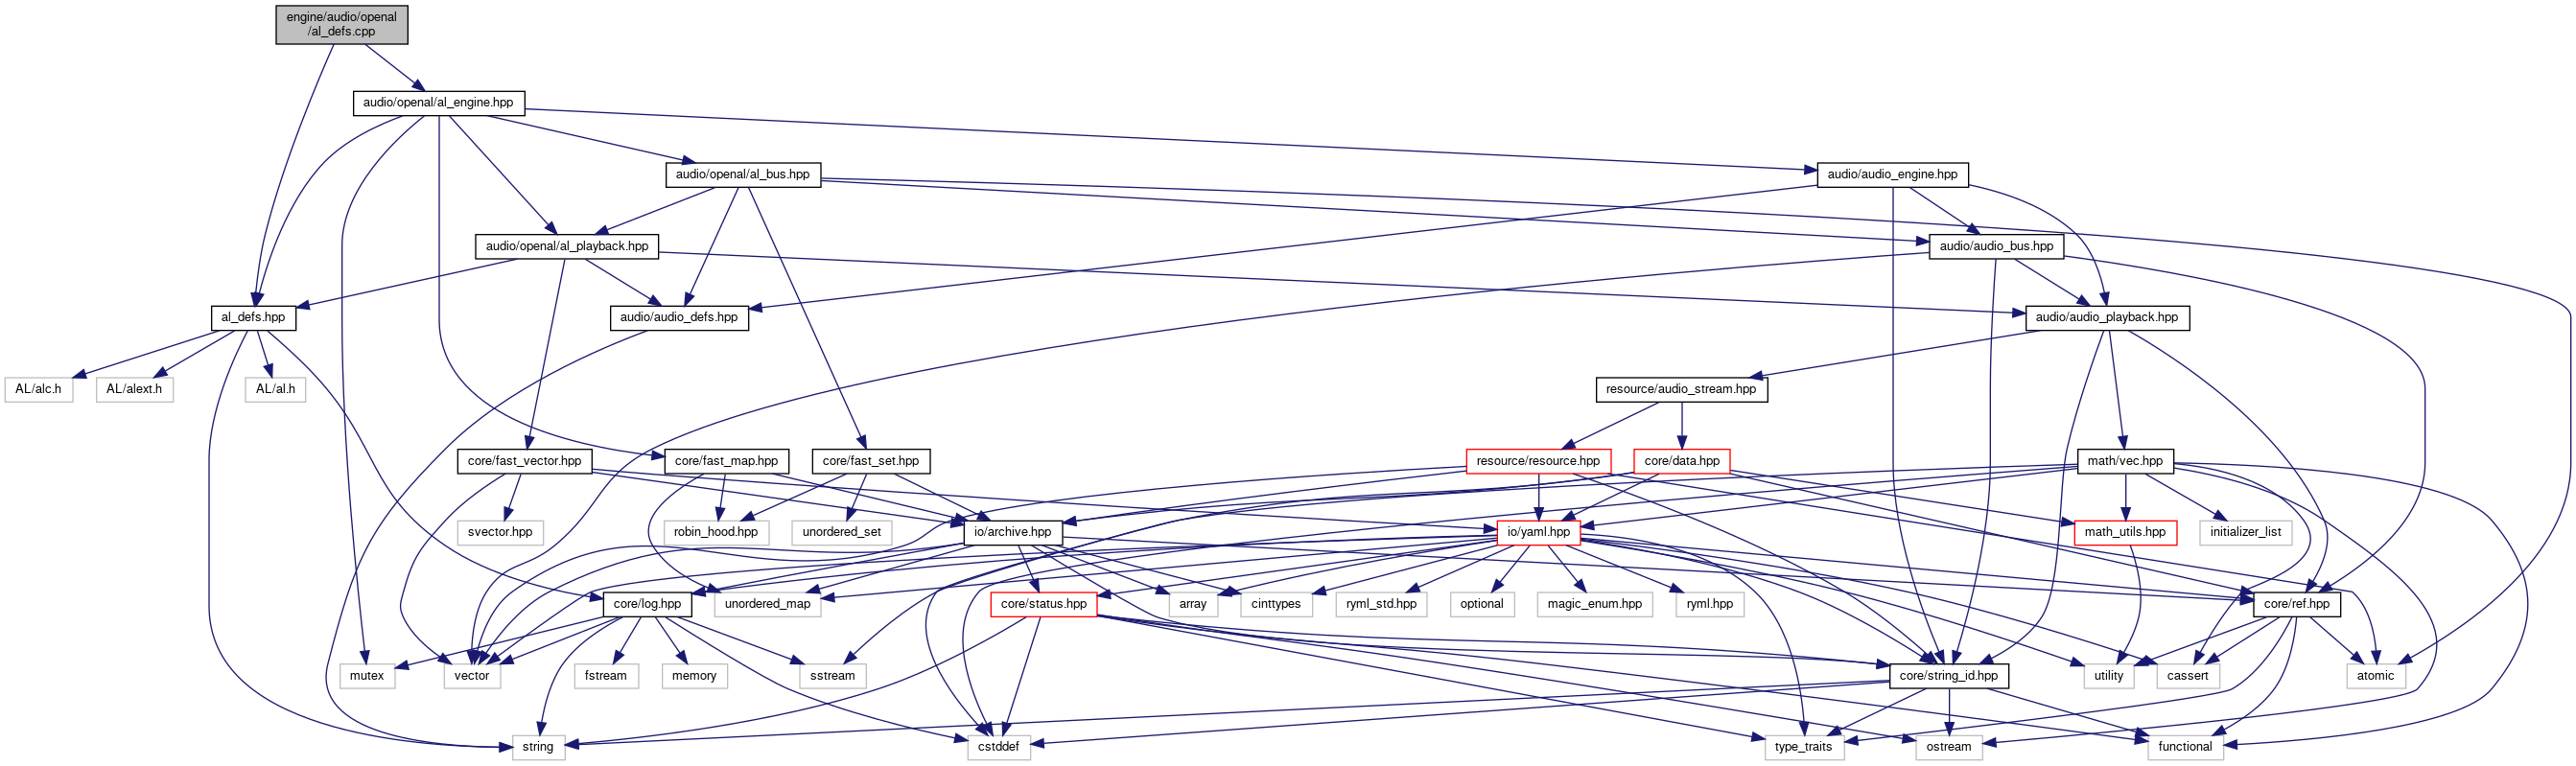 engine/audio/openal
/al_defs.cpp
audio/openal/al_engine.hpp
audio/openal/al_bus.hpp
audio/audio_engine.hpp
audio/openal/al_playback.hpp
audio/audio_bus.hpp
al_defs.hpp
audio/audio_defs.hpp
audio/audio_playback.hpp
AL/alc.h
AL/alext.h
AL/al.h
resource/audio_stream.hpp
core/fast_vector.hpp
core/fast_map.hpp
core/fast_set.hpp
resource/resource.hpp
core/data.hpp
math/vec.hpp
svector.hpp
robin_hood.hpp
unordered_set
io/archive.hpp
io/yaml.hpp
math_utils.hpp
initializer_list
core/log.hpp
unordered_map
core/status.hpp
array
cinttypes
ryml_std.hpp
optional
magic_enum.hpp
ryml.hpp
core/ref.hpp
mutex
vector
fstream
memory
sstream
core/string_id.hpp
utility
cassert
atomic
string
cstddef
type_traits
ostream
functional